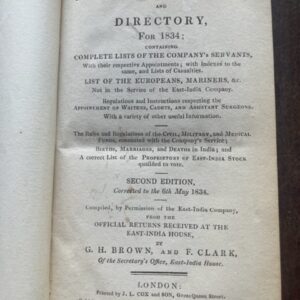 AND
DIRECTORY,
FOR 1834;
CONTAINING
COMPLETE LISTS OF THE COMPANY'S SERVANTS,
With their respective Appointments; with Indexes to the
same, and Lists of Casualties.
LIST OF THE EUROPEANS, MARINERS, &c.
Not in the Service of the East-India Company.
Regulations and Instructions respecting the
APPOINTMENT OF WRITERS, CADETS, AND ASSISTANT SURGEONS.
With a variety of other useful Information.
The Rules and Regulations of the CIVIL, MILITARY, AND MEDICAL
FUNDS, connected with the Company's Service;
BIRTHS, MARRIAGES, AND DEATHS IN INDIA; AND
A correct List of the PROPRIETORS OF EAST-INDIA STOCK
qualified to vote.
SECOND EDITION,
Corrected to the 6th May 1834.
Compiled, by Permission of the East-India Company,
FROM THE
OFFICIAL RETURNS RECEIVED AT THE
EAST-INDIA HOUSE,
BY
G. H. BROWN, AND F. CLARK,
Of the Secretary's Office, East-India House.
LONDON:
Printed by J. L. COX and SON, Great Queen Street,